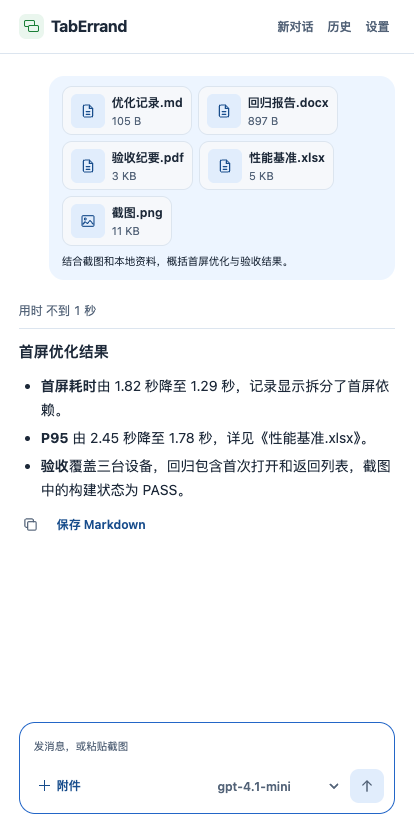 TabErrand
新对话 历史 设置
优化记录.md
105 B
回归报告.docx
897 B
验收纪要.pdf
3 KB
性能基准.xlsx
5 KB
截图.png
11 KB
结合截图和本地资料，概括首屏优化与验收结果。
用时 不到 1 秒
首屏优化结果
首屏耗时由 1.82 秒降至 1.29 秒，记录显示拆分了首屏依
赖。
P95 由 2.45 秒降至 1.78 秒，详见《性能基准.xlsx》。
验收覆盖三台设备，回归包含首次打开和返回列表，截图
中的构建状态为 PASS。
保存 Markdown
发消息，或粘贴截图
附件
gpt-4.1-mini